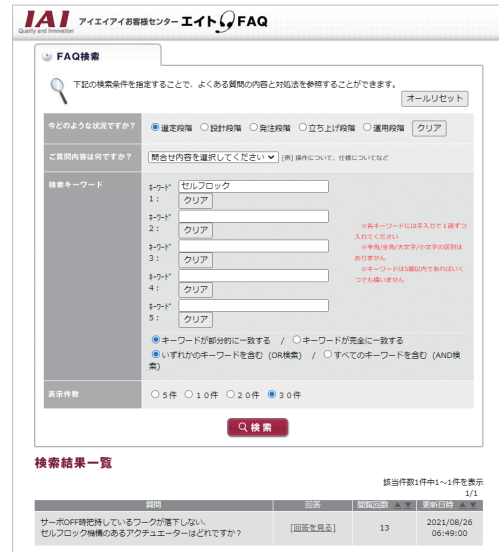 IAI
Quality and Innovation
アイエイアイお客様センター エイト FAQ
FAQ検索
下記の検索条件を指定することで、よくある質問の内容と対処法を参照することができます。
オールリセット
今どのような状況ですか？
選定段階 設計段階 発注段階 立ち上げ段階 運用段階 クリア
ご質問内容は何ですか？
問合せ内容を選択してください [例] 操作について、仕様についてなど
検索キーワード
ｷｰﾜｰﾄﾞ
1： セルフロック
クリア
ｷｰﾜｰﾄﾞ
2：
クリア
ｷｰﾜｰﾄﾞ
3：
クリア
ｷｰﾜｰﾄﾞ
4：
クリア
ｷｰﾜｰﾄﾞ
5：
クリア
※各キーワードには手入力で１語ずつ
入れてください
※半角/全角/大文字/小文字の区別は
ありません
※キーワードは5個以内であればいく
つでも構いません
キーワードが部分的に一致する / キーワードが完全に一致する
いずれかのキーワードを含む (OR検索) / すべてのキーワードを含む (AND検
索)
表示件数
5件 10件 20件 30件
検索
検索結果一覧
該当件数1件中1～1件を表示
1/1
質問 回答 閲覧回数 ▲ ▼ 更新日時 ▲ ▼
サーボOFF時把持しているワークが落下しない、
セルフロック機構のあるアクチュエーターはどれですか？
[回答を見る]
13
2021/08/26
06:49:00